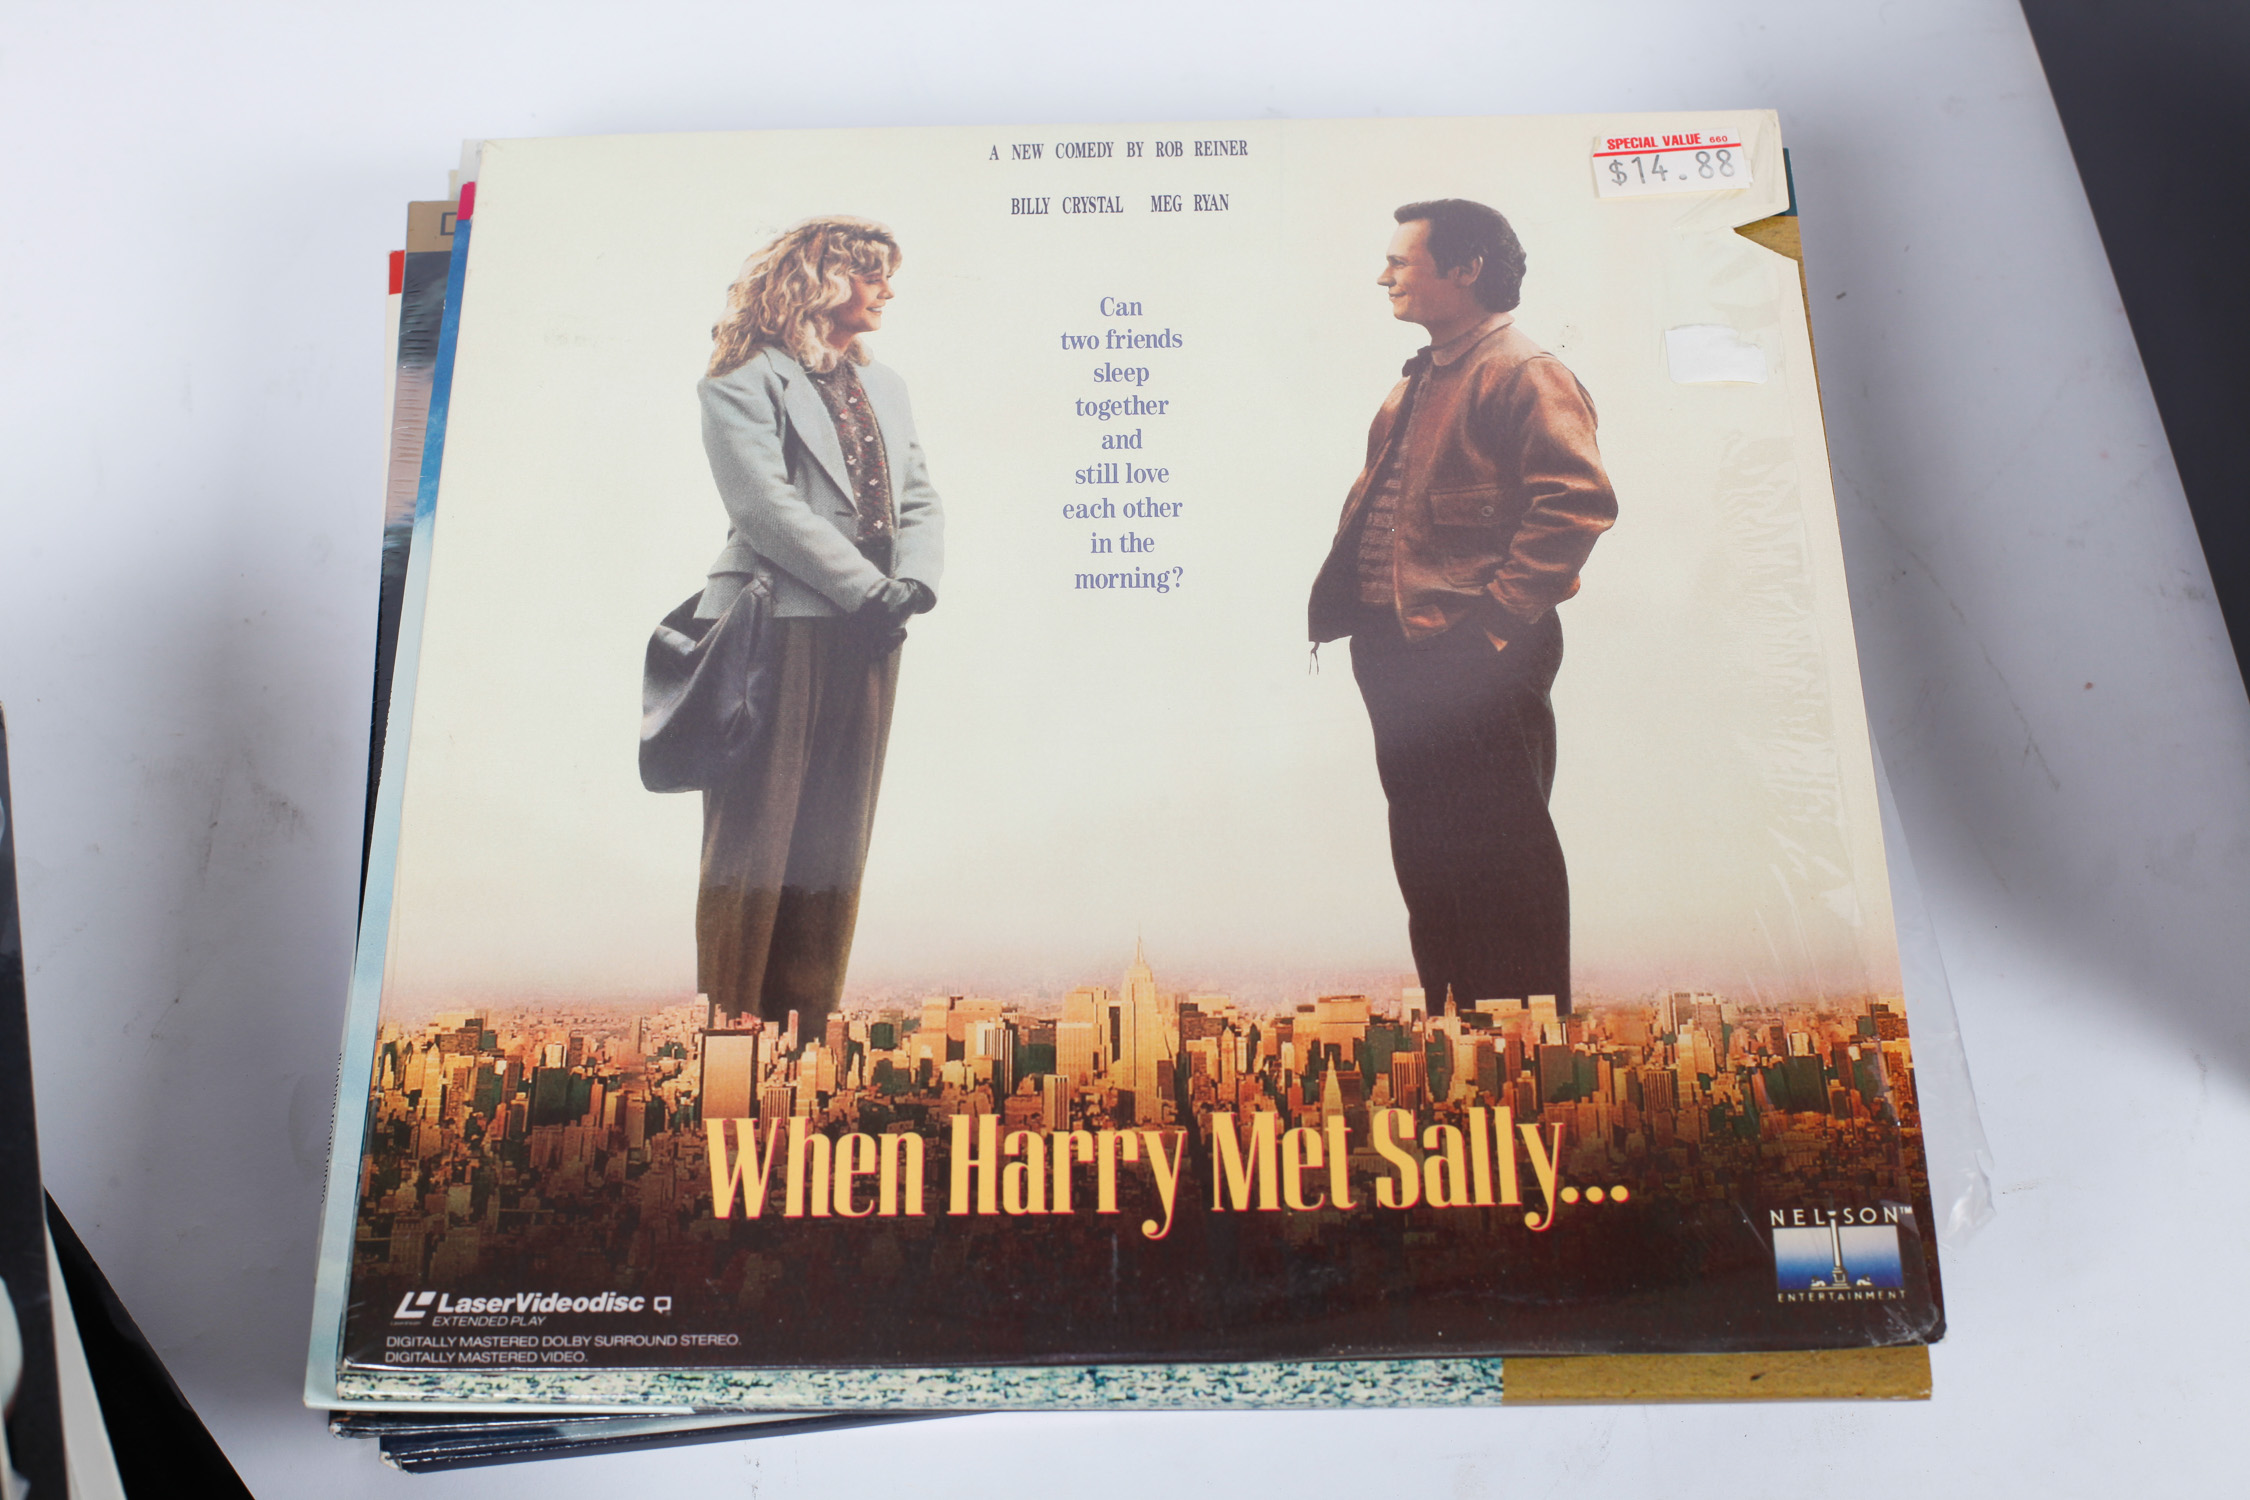 A NEW COMEDY BY ROB REINER
SPECIAL VALUE 660
$14.88
BILLY CRYSTAL MEG RYAN
Can
two friends
sleep
together
and
still love
each other
in the
morning?
When Harry Met Sally...
NELSON™
ENTERTAINMENT
LaserVideodisc
EXTENDED PLAY
DIGITALLY MASTERED DOLBY SURROUND STEREO.
DIGITALLY MASTERED VIDEO.